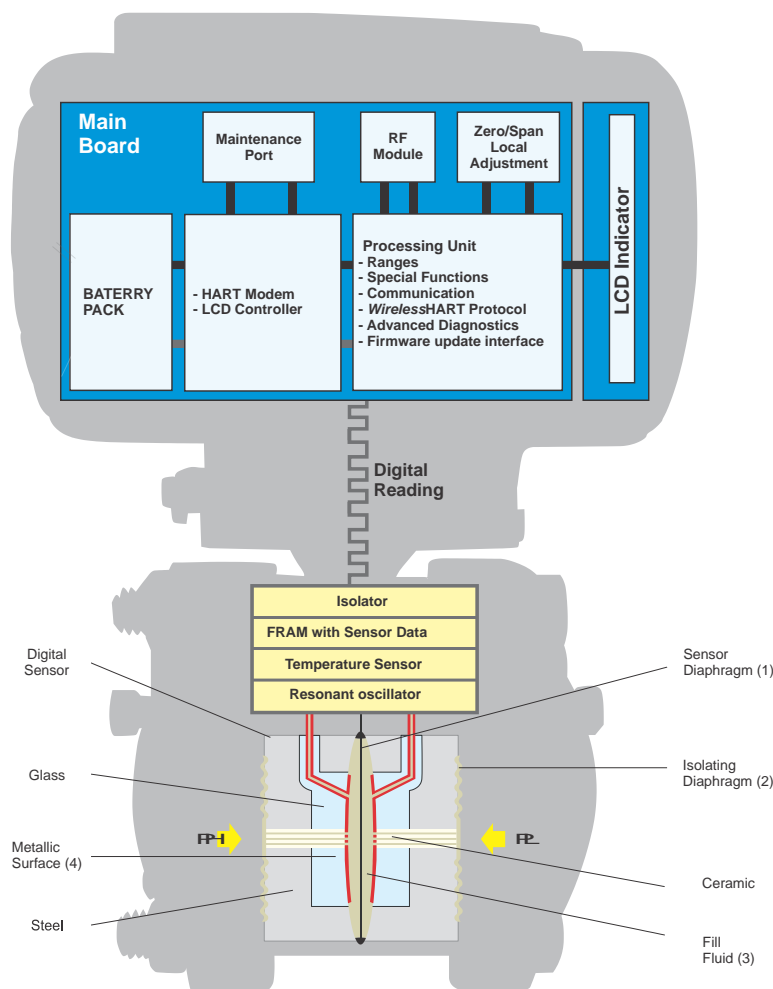 Main
Board
Maintenance
Port
RF
Module
Zero/Span
Local
Adjustment
BATERRY
PACK
- HART Modem
- LCD Controller
Processing Unit
- Ranges
- Special Functions
- Communication
- WirelessHART Protocol
- Advanced Diagnostics
- Firmware update interface
LCD Indicator
Digital
Reading
Isolator
FRAM with Sensor Data
Temperature Sensor
Resonant oscillator
Digital
Sensor
Sensor
Diaphragm (1)
Glass
Isolating
Diaphragm (2)
Metallic
Surface (4)
Ceramic
Steel
Fill
Fluid (3)